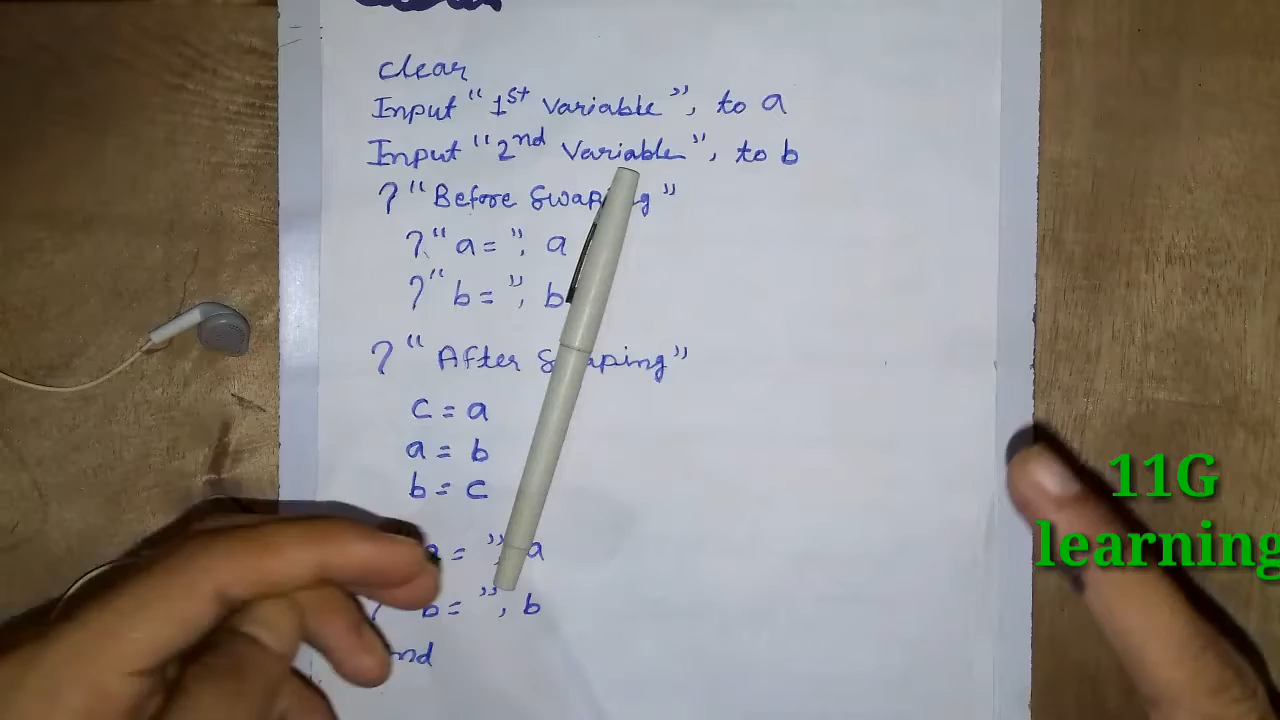 clear
Input "1st Variable", to a
Input "2nd Variable", to b
? "Before
? "a=", a
? "b=", b
? "After
c = a
a = b
b = c
a = ", a
? b = ", b
11G
learning